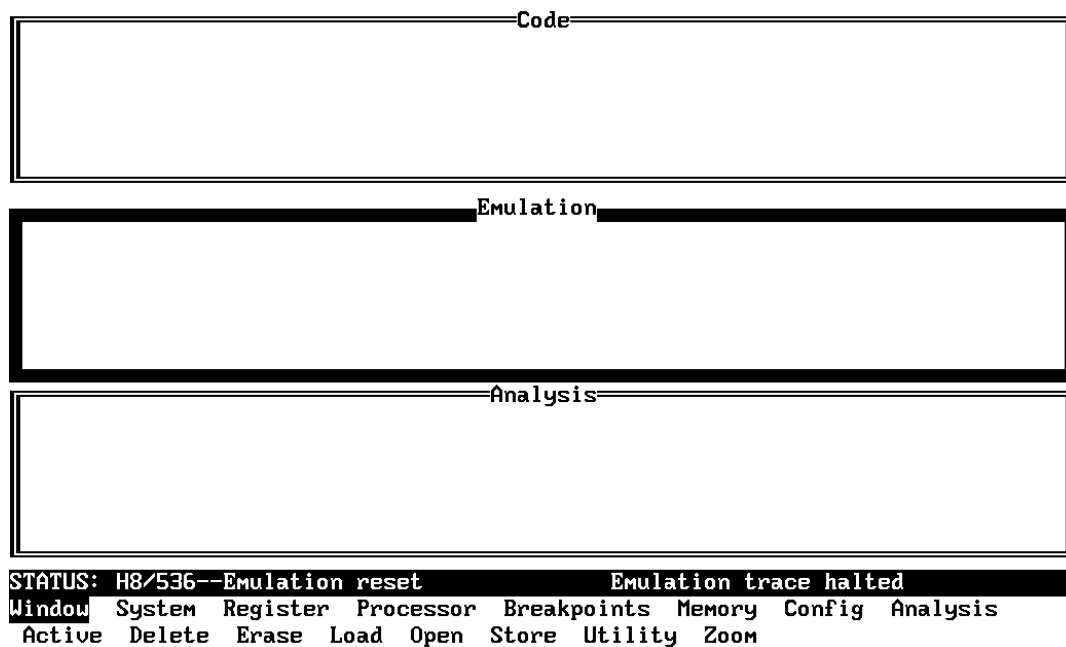 Code
Emulation
Analysis
STATUS: H8/536--Emulation reset Emulation trace halted
Window System Register Processor Breakpoints Memory Config Analysis
Active Delete Erase Load Open Store Utility Zoom